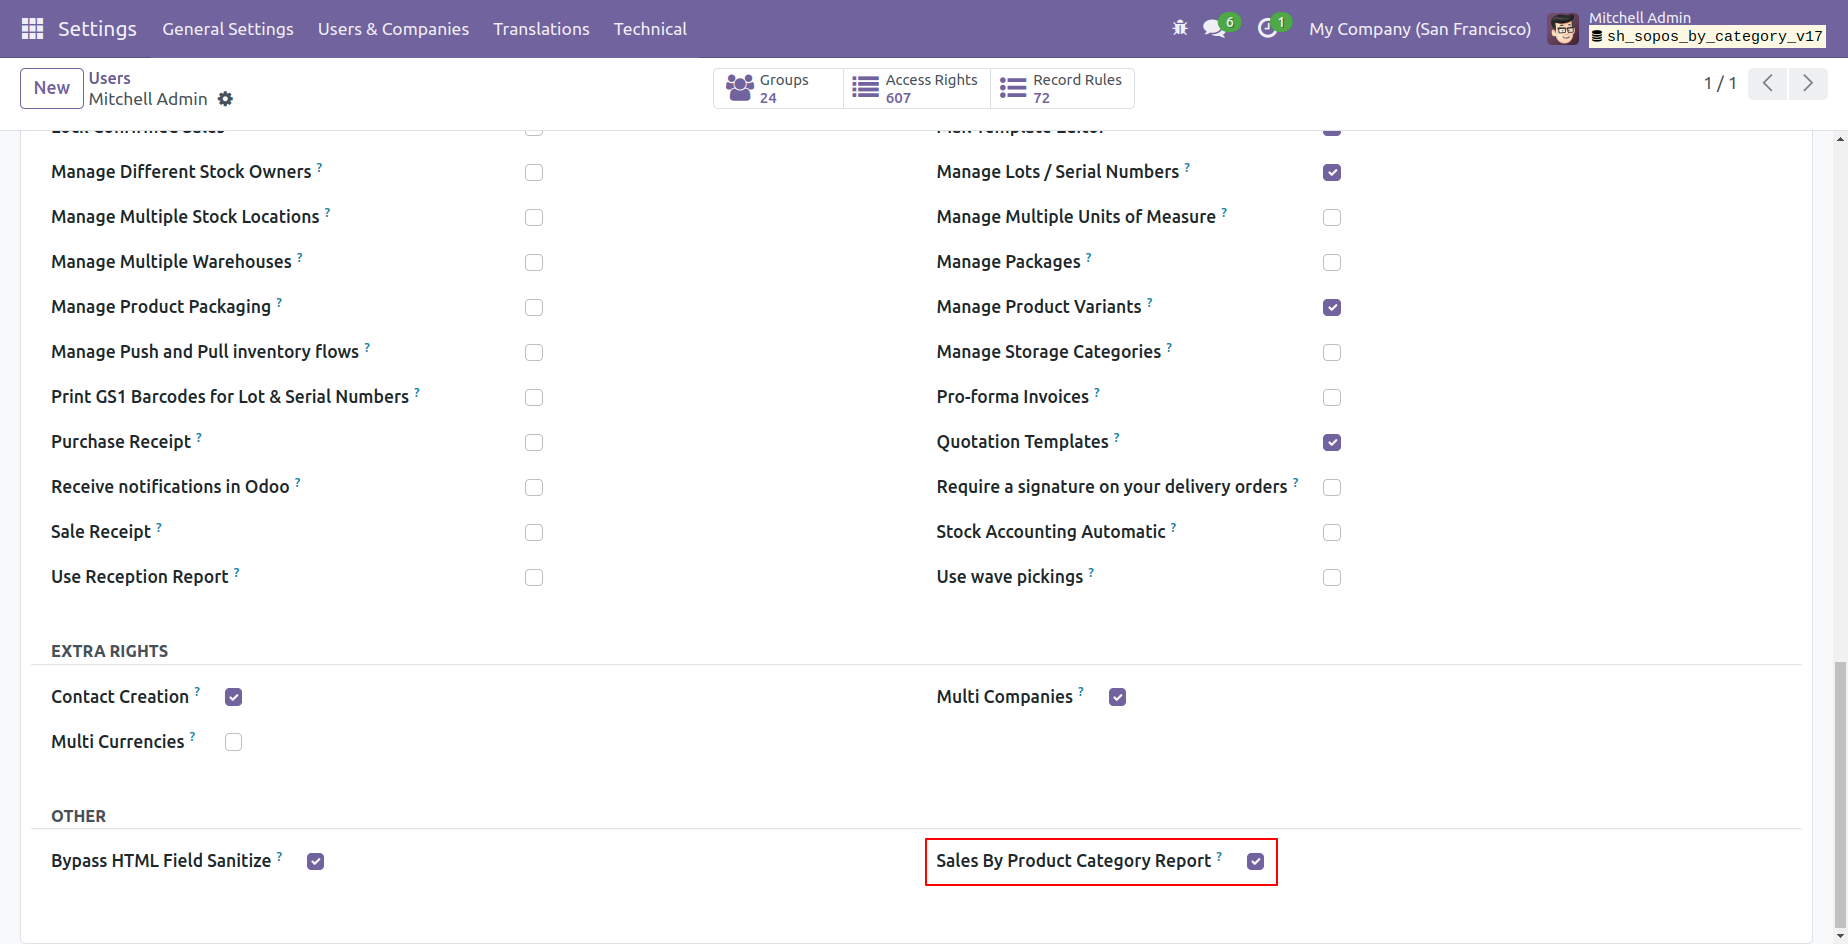 Settings General Settings Users & Companies Translations Technical 6 1 My Company (San Francisco) Mitchell Admin
sh_sopos_by_category_v17
New Users
Mitchell Admin
Groups 24
Access Rights 607
Record Rules 72
1 / 1
Lock Confirmed Sales Mail Template Editor
Manage Different Stock Owners ? Manage Lots / Serial Numbers ?
Manage Multiple Stock Locations ? Manage Multiple Units of Measure ?
Manage Multiple Warehouses ? Manage Packages ?
Manage Product Packaging ? Manage Product Variants ?
Manage Push and Pull inventory flows ? Manage Storage Categories ?
Print GS1 Barcodes for Lot & Serial Numbers ? Pro-forma Invoices ?
Purchase Receipt ? Quotation Templates ?
Receive notifications in Odoo ? Require a signature on your delivery orders ?
Sale Receipt ? Stock Accounting Automatic ?
Use Reception Report ? Use wave pickings ?
EXTRA RIGHTS
Contact Creation ? Multi Companies ?
Multi Currencies ?
OTHER
Bypass HTML Field Sanitize ? Sales By Product Category Report ?